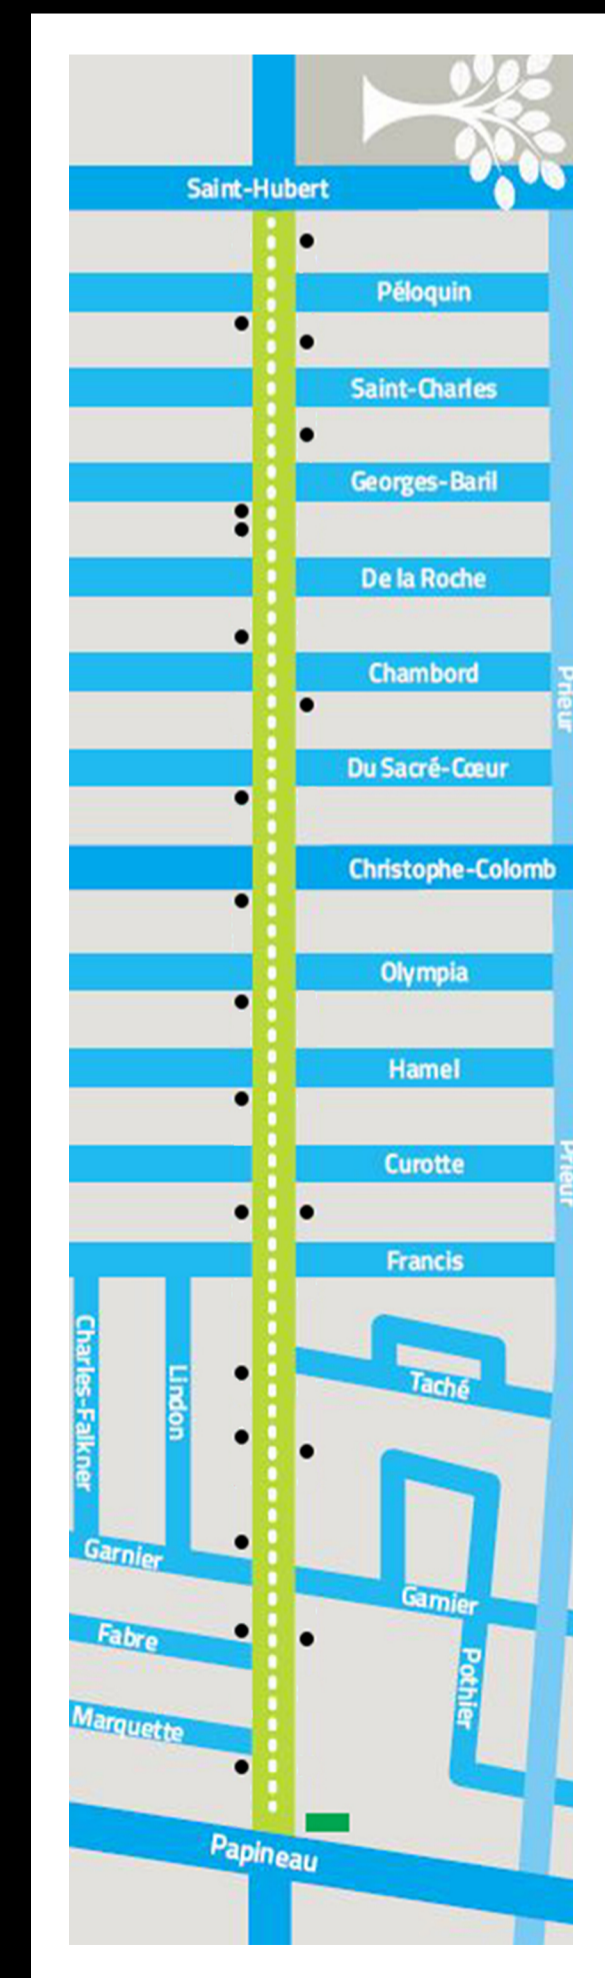 Saint-Hubert
Péloquin
Saint-Charles
Georges-Baril
De la Roche
Chambord
Prieur
Du Sacré-Cœur
Christophe-Colomb
Olympia
Hamel
Curotte
Prieur
Francis
Charles-Falkner
Lindon
Taché
Garnier
Garnier
Fabre
Pothier
Marquette
Papineau